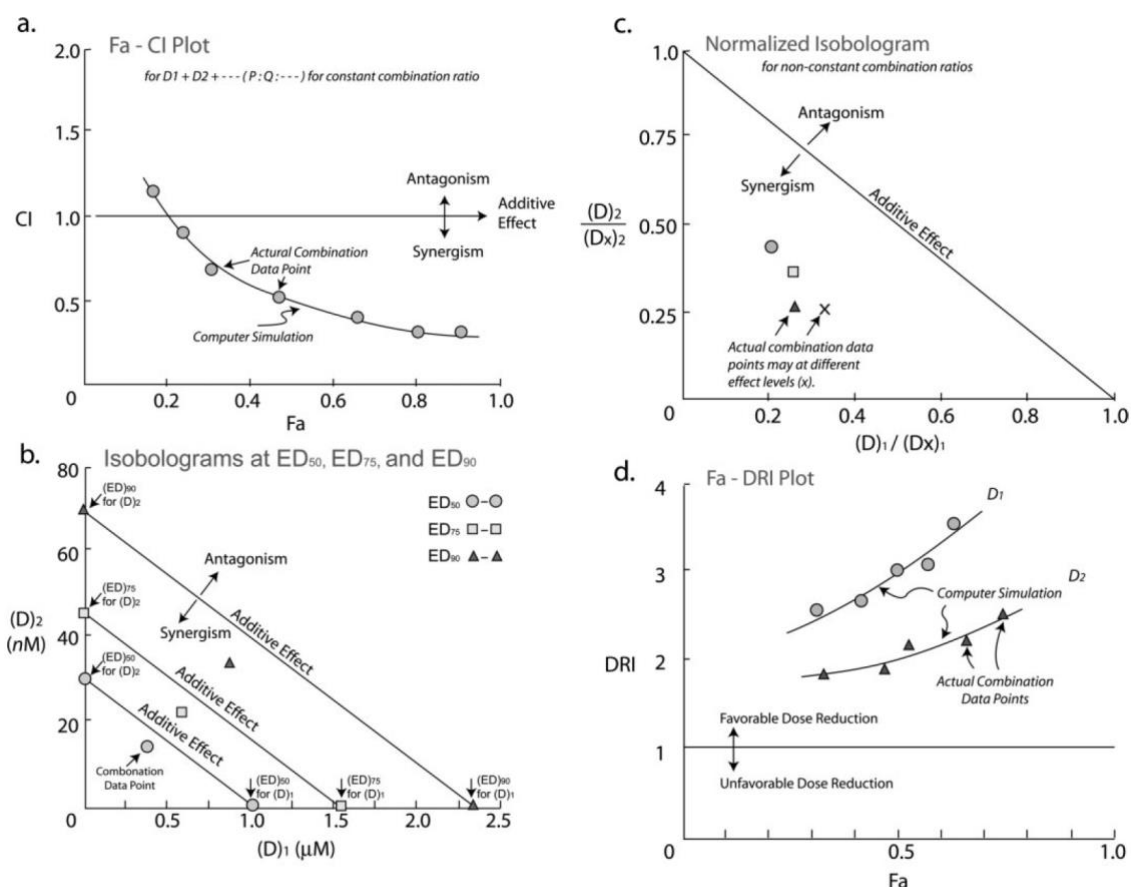 a.
Fa - CI Plot
for D1 + D2 + - - - ( P : Q : - - - ) for constant combination ratio
2.0
1.5
1.0
0.5
0
CI
Antagonism
Additive
Effect
Synergism
Actural Combination
Data Point
Computer Simulation
0.2
0.4
0.6
0.8
1.0
Fa
b.
Isobolograms at ED50, ED75, and ED90
80
60
40
20
0
(D)2
(nM)
(ED)90
for (D)2
(ED)75
for (D)2
(ED)50
for (D)2
ED50
ED75
ED90
Antagonism
Synergism
Additive Effect
Additive Effect
Additive Effect
Combonation
Data Point
(ED)50
for (D)1
(ED)75
for (D)1
(ED)90
for (D)1
0.5
1.0
1.5
2.0
2.5
(D)1 (μM)
c.
Normalized Isobologram
for non-constant combination ratios
1.0
0.75
0.50
0.25
0
(D)2
(Dx)2
Antagonism
Synergism
Additive Effect
Actual combination data
points may at different
effect levels (x).
0.2
0.4
0.6
0.8
1.0
(D)1 / (Dx)1
d.
Fa - DRI Plot
4
3
2
1
0
DRI
D1
D2
Computer Simulation
Actual Combination
Data Points
Favorable Dose Reduction
Unfavorable Dose Reduction
0.5
1.0
Fa